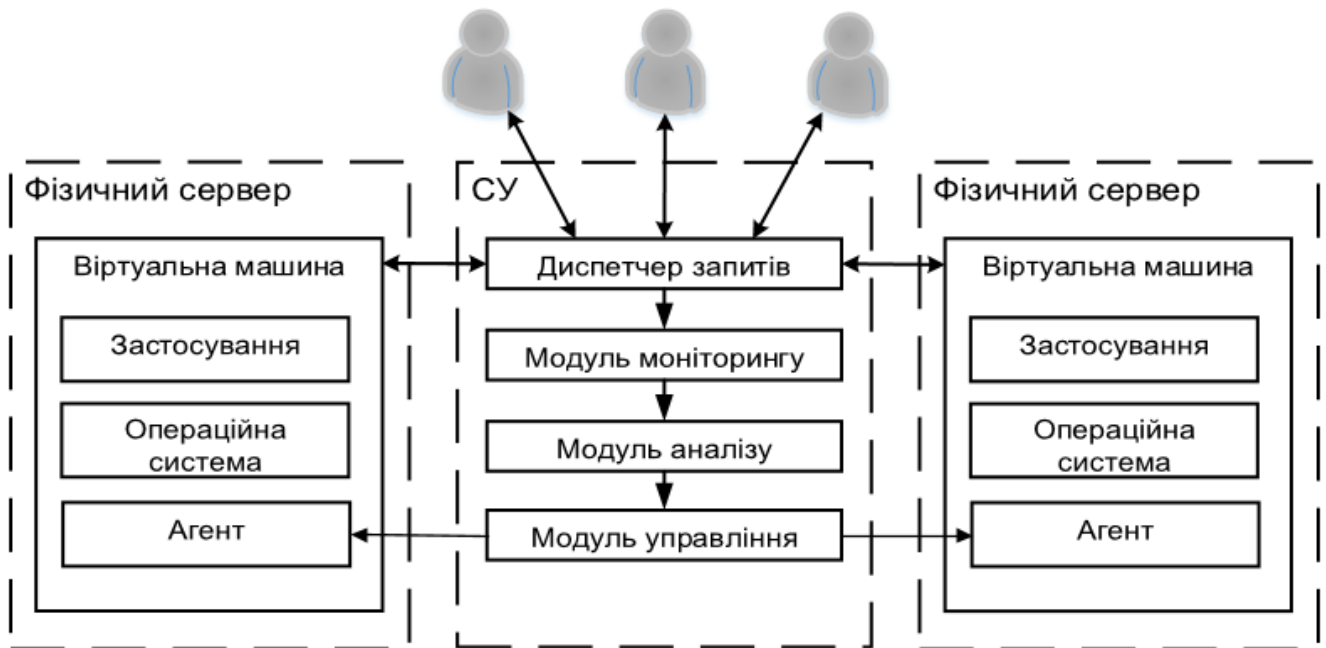 Фізичний сервер
Віртуальна машина
Застосування
Операційна
система
Агент
СУ
Диспетчер запитів
Модуль моніторингу
Модуль аналізу
Модуль управління
Фізичний сервер
Віртуальна машина
Застосування
Операційна
система
Агент